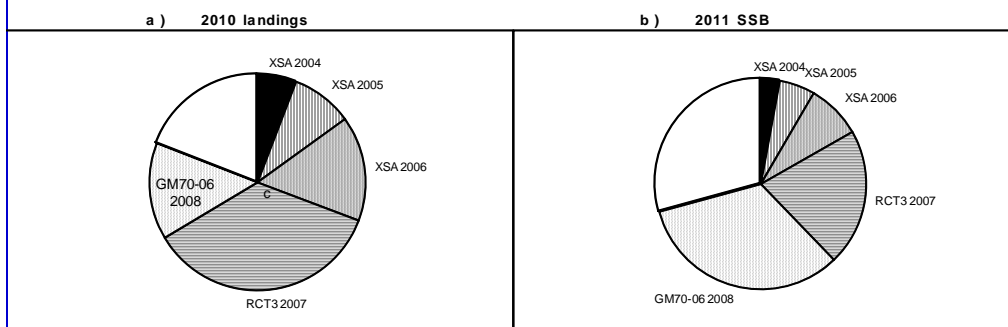 a) 2010 landings
b) 2011 SSB
XSA 2004
XSA 2005
XSA 2006
GM70-06
2008
C
RCT3 2007
XSA 2004
XSA 2005
XSA 2006
RCT3 2007
GM70-06 2008